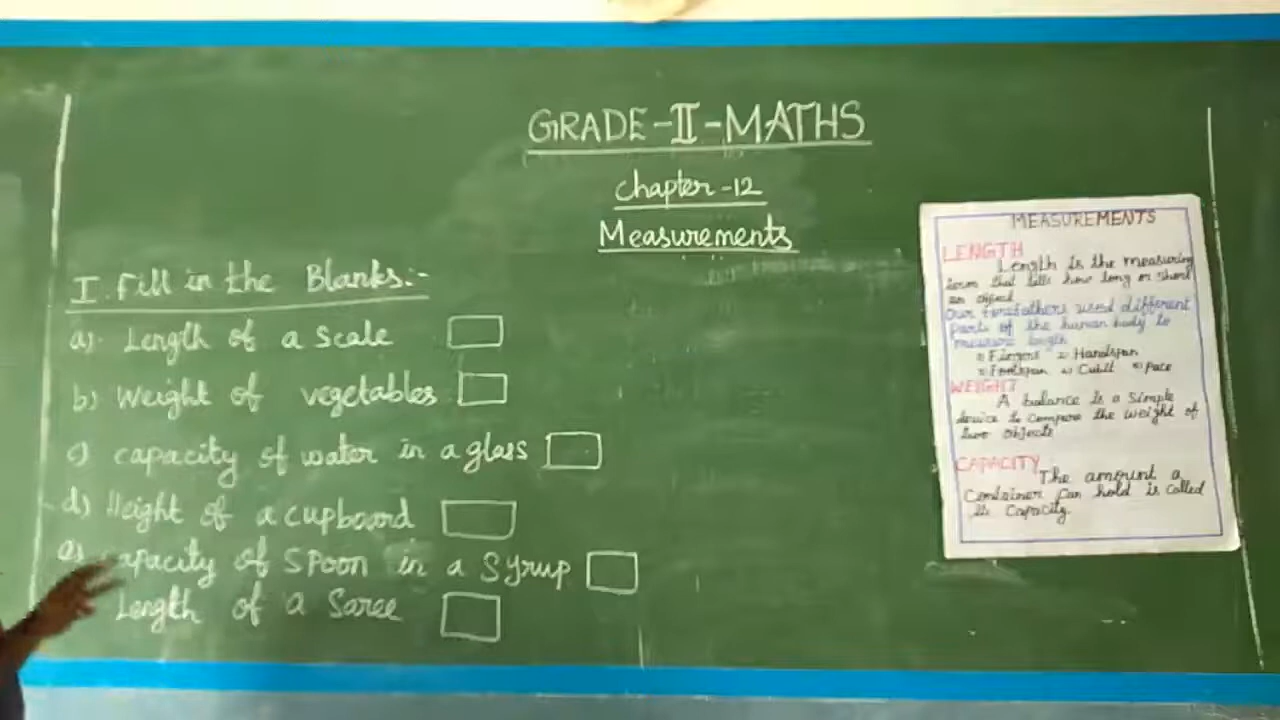 GRADE-II-MATHS
Chapter-12
Measurements
I. Fill in the Blanks:-
a). Length of a Scale
b) Weight of vegetables
c) capacity of water in a glass
d) Height of a cupboard
e) capacity of Spoon in a Syrup
Length of a Saree
MEASUREMENTS
LENGTH
Length is the measuring
term that tells how long or short
an object
Our forefathers used different
parts of the human body to
measure length
Fingers Handspan
Footspan Cubit Pace
WEIGHT
A balance is a Simple
device to Compare the weight of
two objects
CAPACITY
The amount a
Container Can hold is Called
its Capacity.